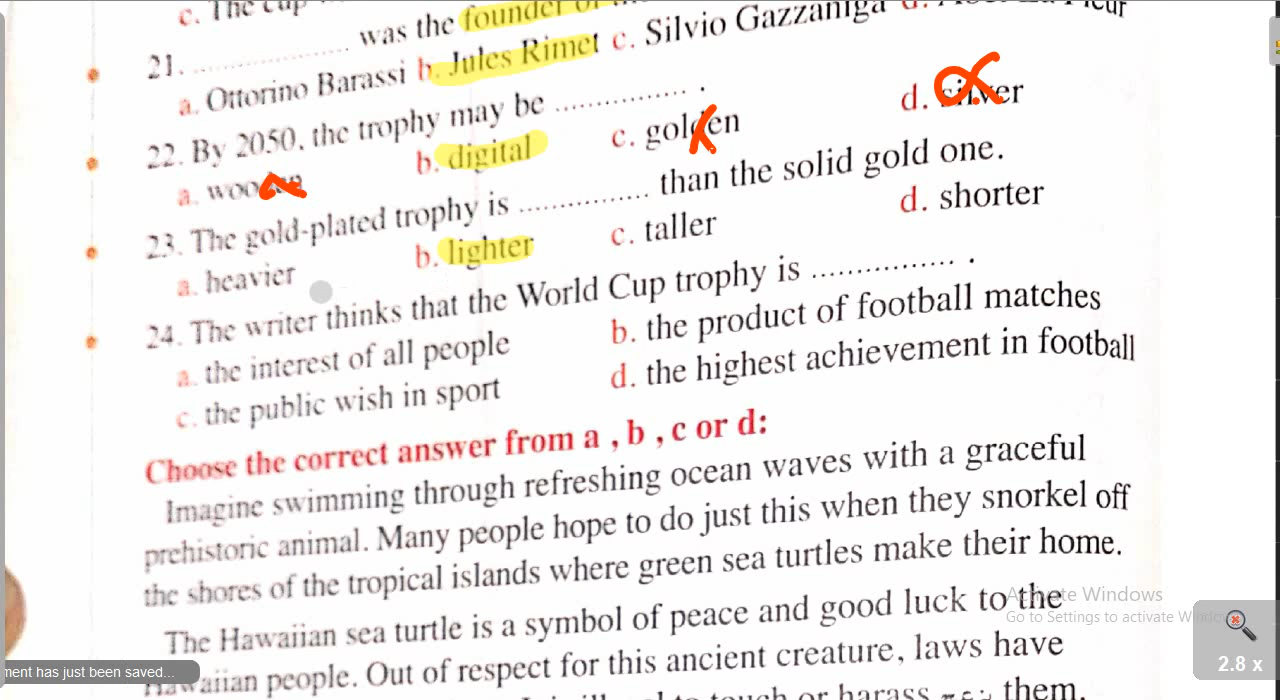 c. The cup
21. .................... was the founder of
a. Ottorino Barassi b. Jules Rimet c. Silvio Gazzaniga d.
22. By 2050, the trophy may be ................ .
a. wooden b. digital c. golden d. silver
23. The gold-plated trophy is ................ than the solid gold one.
a. heavier b. lighter c. taller d. shorter
24. The writer thinks that the World Cup trophy is ................ .
a. the interest of all people b. the product of football matches
c. the public wish in sport d. the highest achievement in football
Choose the correct answer from a , b , c or d:
Imagine swimming through refreshing ocean waves with a graceful
prehistoric animal. Many people hope to do just this when they snorkel off
the shores of the tropical islands where green sea turtles make their home.
The Hawaiian sea turtle is a symbol of peace and good luck to the
Hawaiian people. Out of respect for this ancient creature, laws have
touch or harass them.
Activate Windows
Go to Settings to activate Windows
ment has just been saved...
2.8 x